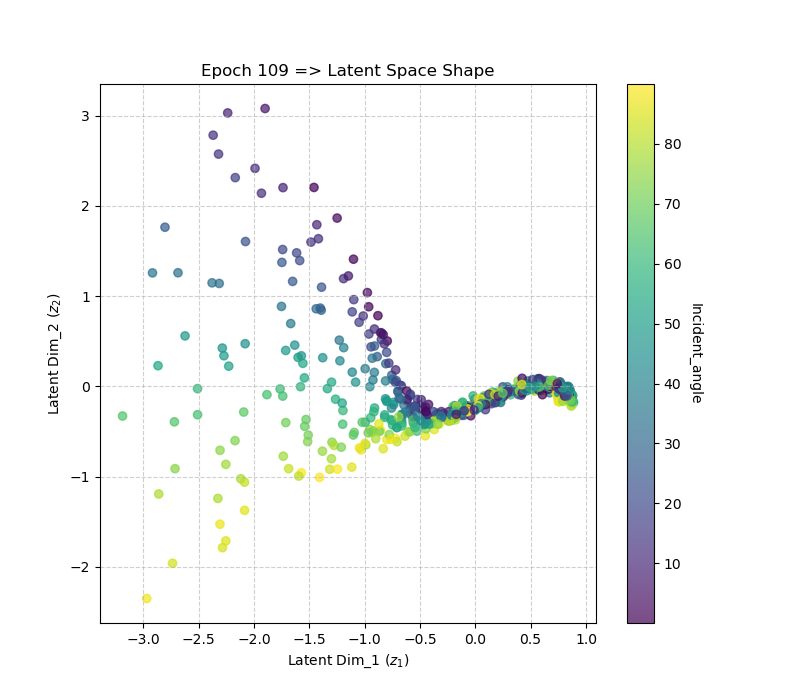 Epoch 109 => Latent Space Shape
3
2
1
0
−1
−2
Latent Dim_2 (z₂)
−3.0 −2.5 −2.0 −1.5 −1.0 −0.5 0.0 0.5 1.0
Latent Dim_1 (z₁)
80
70
60
50
40
30
20
10
Incident_angle